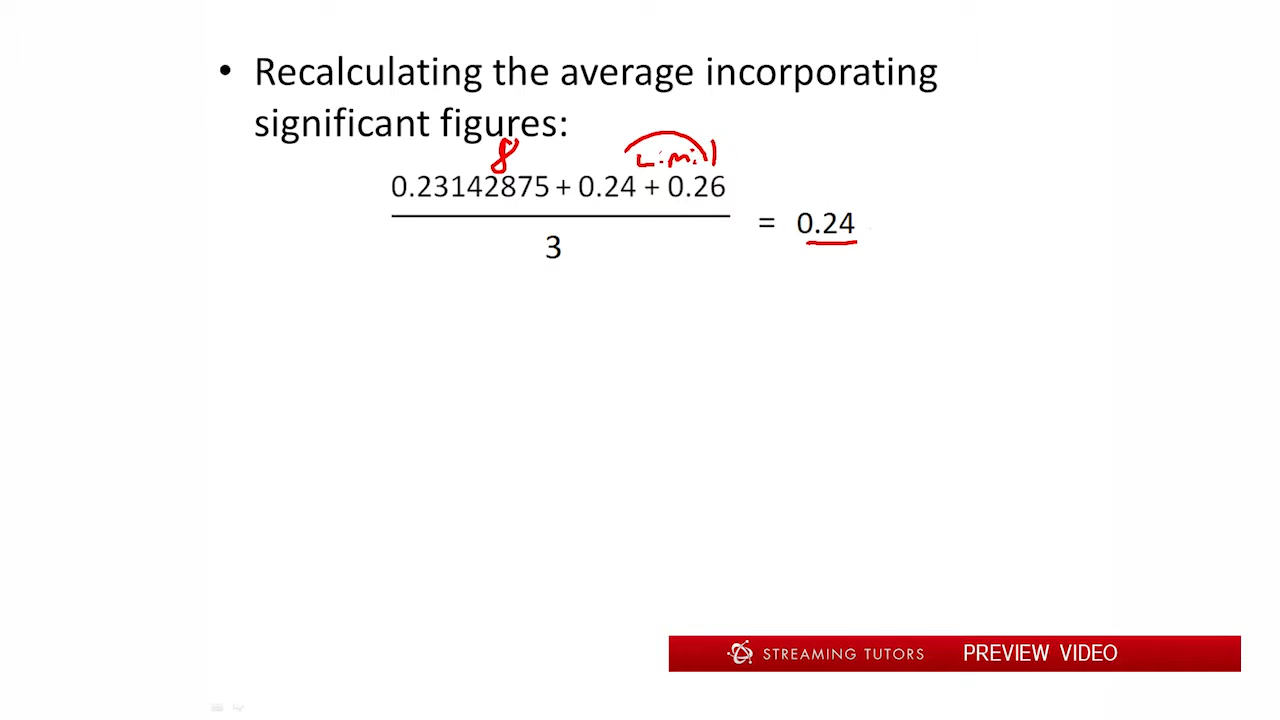 • Recalculating the average incorporating
significant figures:
8 Limit
0.23142875 + 0.24 + 0.26
3
= 0.24
STREAMING TUTORS PREVIEW VIDEO